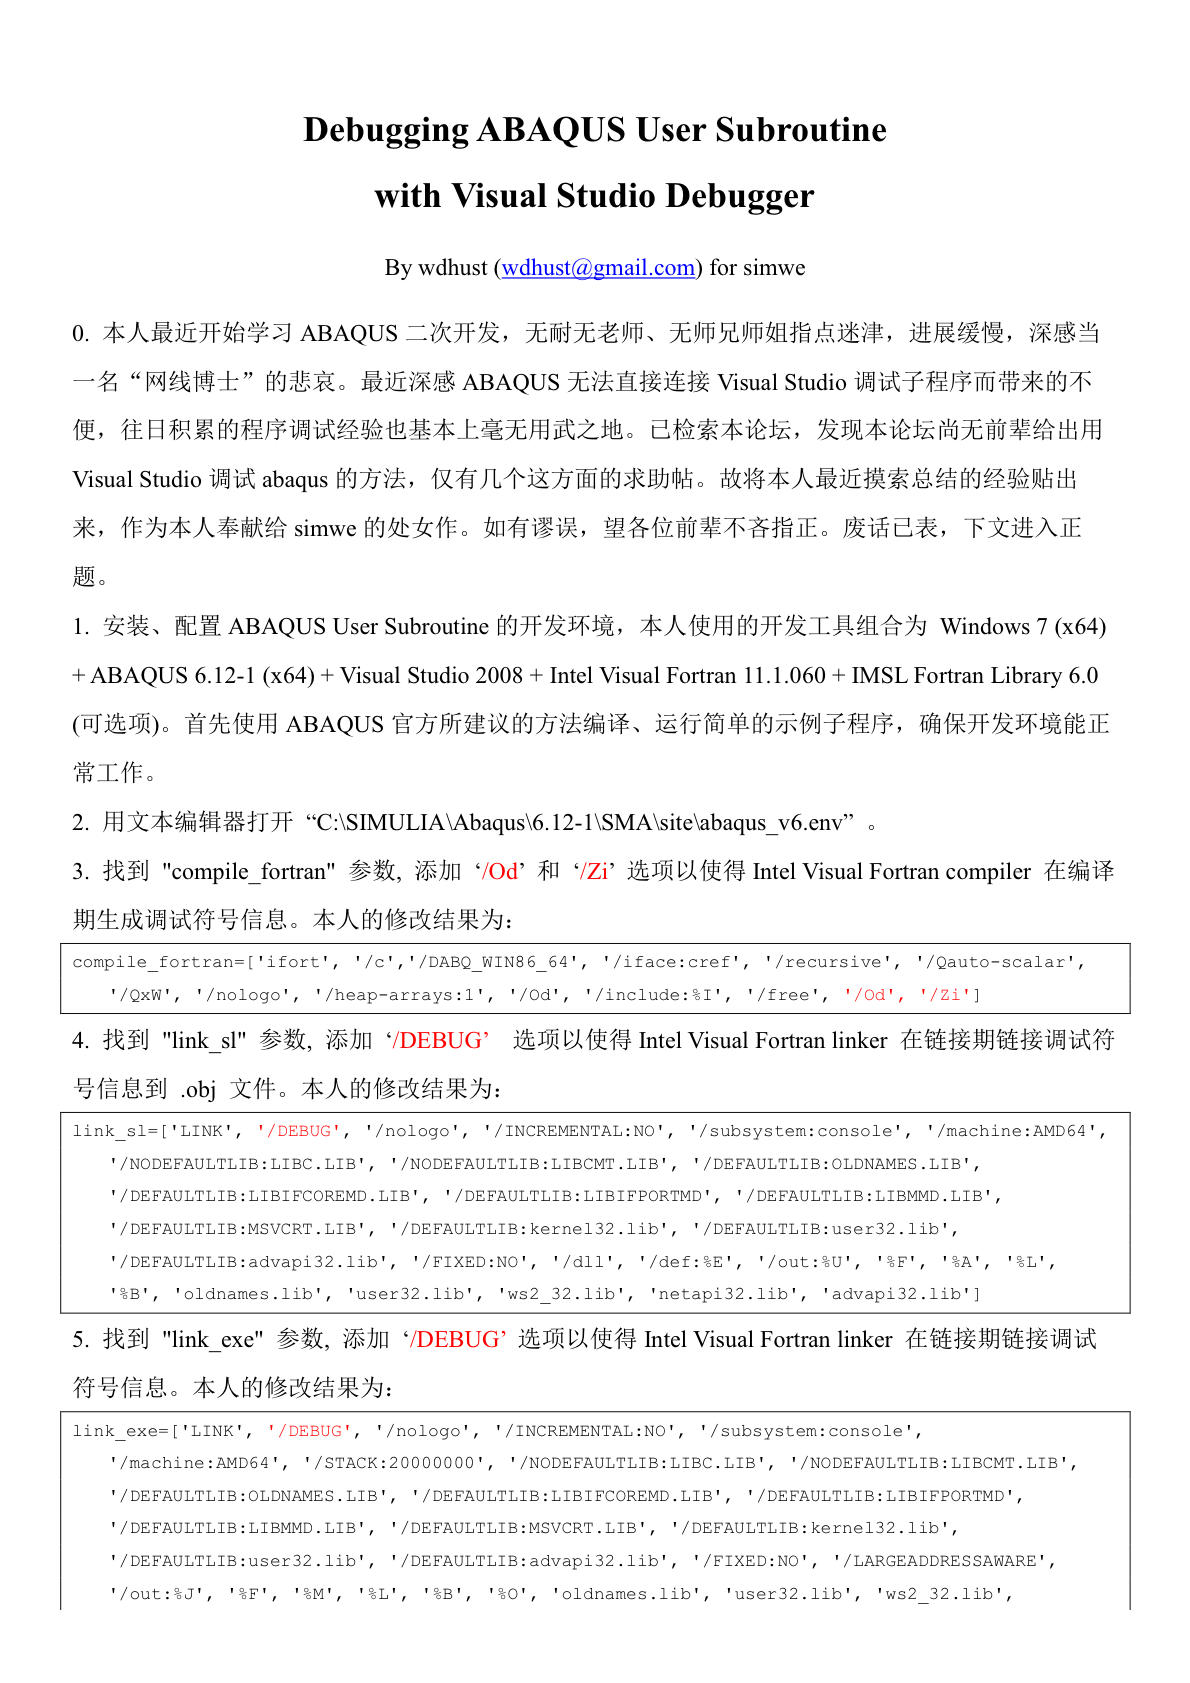 Debugging ABAQUS User Subroutine
with Visual Studio Debugger
By wdhust (wdhust@gmail.com) for simwe
0. 本人最近开始学习 ABAQUS 二次开发，无耐无老师、无师兄师姐指点迷津，进展缓慢，深感当
一名“网线博士”的悲哀。最近深感 ABAQUS 无法直接连接 Visual Studio 调试子程序而带来的不
便，往日积累的程序调试经验也基本上毫无用武之地。已检索本论坛，发现本论坛尚无前辈给出用
Visual Studio 调试 abaqus 的方法，仅有几个这方面的求助帖。故将本人最近摸索总结的经验贴出
来，作为本人奉献给 simwe 的处女作。如有谬误，望各位前辈不吝指正。废话已表，下文进入正
题。
1. 安装、配置 ABAQUS User Subroutine 的开发环境，本人使用的开发工具组合为 Windows 7 (x64)
+ ABAQUS 6.12-1 (x64) + Visual Studio 2008 + Intel Visual Fortran 11.1.060 + IMSL Fortran Library 6.0
(可选项)。首先使用 ABAQUS 官方所建议的方法编译、运行简单的示例子程序，确保开发环境能正
常工作。
2. 用文本编辑器打开 “C:\SIMULIA\Abaqus\6.12-1\SMA\site\abaqus_v6.env” 。
3. 找到 "compile_fortran" 参数, 添加 ‘/Od’ 和 ‘/Zi’ 选项以使得 Intel Visual Fortran compiler 在编译
期生成调试符号信息。本人的修改结果为：
compile_fortran=['ifort', '/c','/DABQ_WIN86_64', '/iface:cref', '/recursive', '/Qauto-scalar',
'/QxW', '/nologo', '/heap-arrays:1', '/Od', '/include:%I', '/free', '/Od', '/Zi']
4. 找到 "link_sl" 参数, 添加 ‘/DEBUG’ 选项以使得 Intel Visual Fortran linker 在链接期链接调试符
号信息到 .obj 文件。本人的修改结果为：
link_sl=['LINK', '/DEBUG', '/nologo', '/INCREMENTAL:NO', '/subsystem:console', '/machine:AMD64',
'/NODEFAULTLIB:LIBC.LIB', '/NODEFAULTLIB:LIBCMT.LIB', '/DEFAULTLIB:OLDNAMES.LIB',
'/DEFAULTLIB:LIBIFCOREMD.LIB', '/DEFAULTLIB:LIBIFPORTMD', '/DEFAULTLIB:LIBMMD.LIB',
'/DEFAULTLIB:MSVCRT.LIB', '/DEFAULTLIB:kernel32.lib', '/DEFAULTLIB:user32.lib',
'/DEFAULTLIB:advapi32.lib', '/FIXED:NO', '/dll', '/def:%E', '/out:%U', '%F', '%A', '%L',
'%B', 'oldnames.lib', 'user32.lib', 'ws2_32.lib', 'netapi32.lib', 'advapi32.lib']
5. 找到 "link_exe" 参数, 添加 ‘/DEBUG’ 选项以使得 Intel Visual Fortran linker 在链接期链接调试
符号信息。本人的修改结果为：
link_exe=['LINK', '/DEBUG', '/nologo', '/INCREMENTAL:NO', '/subsystem:console',
'/machine:AMD64', '/STACK:20000000', '/NODEFAULTLIB:LIBC.LIB', '/NODEFAULTLIB:LIBCMT.LIB',
'/DEFAULTLIB:OLDNAMES.LIB', '/DEFAULTLIB:LIBIFCOREMD.LIB', '/DEFAULTLIB:LIBIFPORTMD',
'/DEFAULTLIB:LIBMMD.LIB', '/DEFAULTLIB:MSVCRT.LIB', '/DEFAULTLIB:kernel32.lib',
'/DEFAULTLIB:user32.lib', '/DEFAULTLIB:advapi32.lib', '/FIXED:NO', '/LARGEADDRESSAWARE',
'/out:%J', '%F', '%M', '%L', '%B', '%O', 'oldnames.lib', 'user32.lib', 'ws2_32.lib',